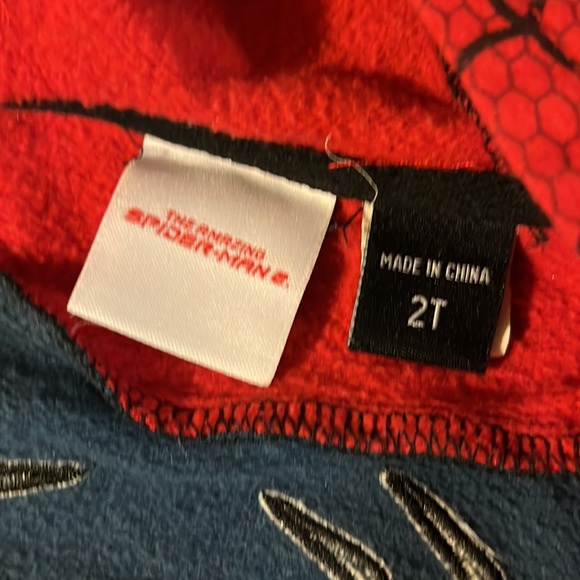 THE AMAZING
SPIDER-MAN 2
MADE IN CHINA
2T